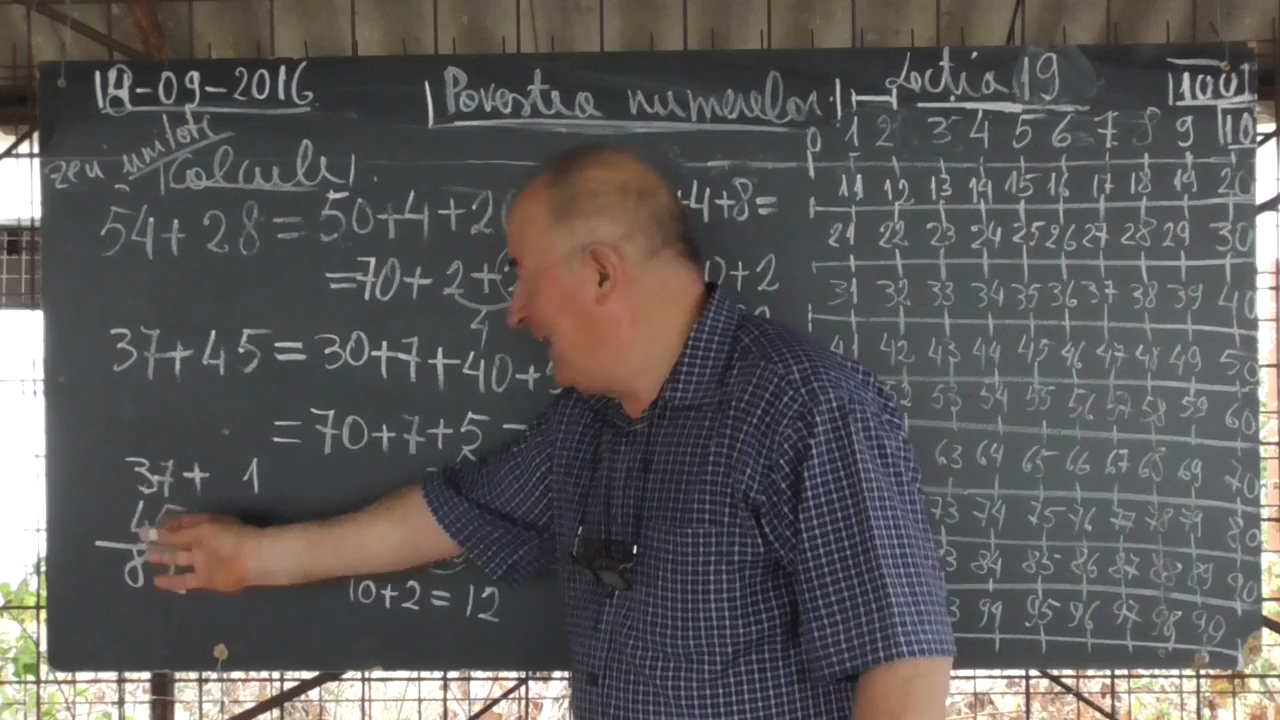 -09-2016
Povestea numerelor
Lecția 19
100
zeci unitati
Calcule
54+28=50+4+2 4+8=
=70+2+ 0+2
4
37+45=30+7+40+
=70+7+5
37+ 1
45
8
10+2=12
0 1 2 3 4 5 6 7 8 9 10
11 12 13 14 15 16 17 18 19 20
21 22 23 24 25 26 27 28 29 30
31 32 33 34 35 36 37 38 39 40
42 43 44 45 46 47 48 49 50
53 54 55 56 57 58 59 60
63 64 65 66 67 68 69 70
73 74 75 76 77 78 79 80
84 85 86 87 88 89 90
95 96 97 98 99